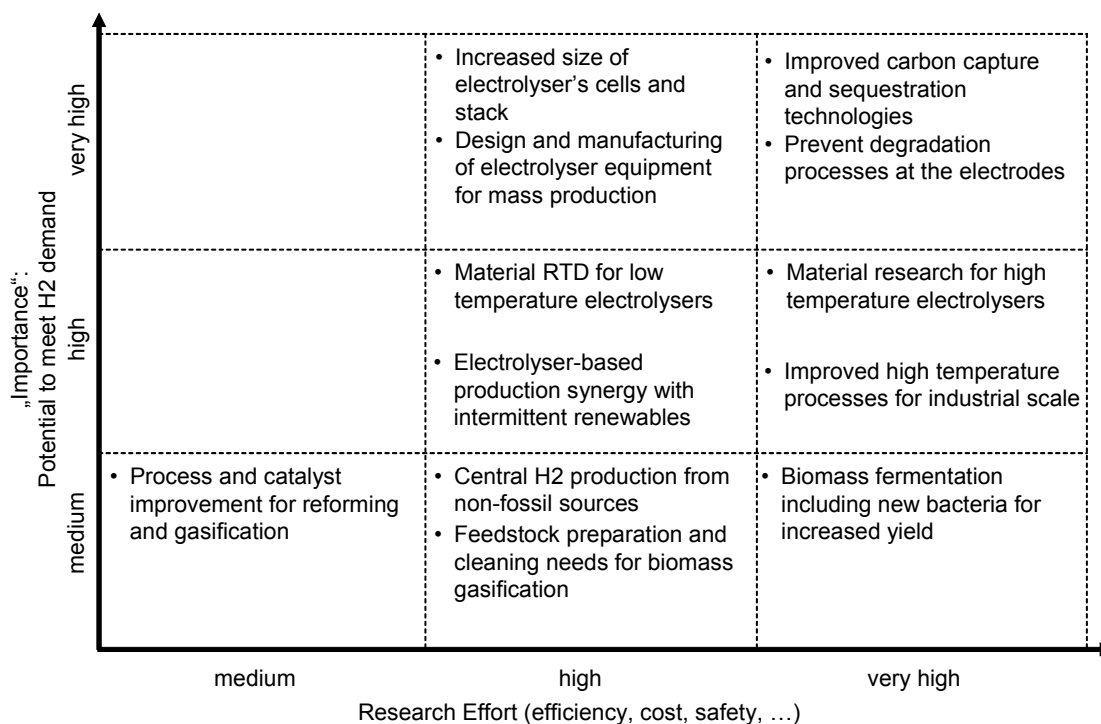 „Importance“:
Potential to meet H2 demand
very high
high
medium
• Increased size of
electrolyser’s cells and
stack
• Design and manufacturing
of electrolyser equipment
for mass production
• Improved carbon capture
and sequestration
technologies
• Prevent degradation
processes at the electrodes
• Material RTD for low
temperature electrolysers
• Electrolyser-based
production synergy with
intermittent renewables
• Material research for high
temperature electrolysers
• Improved high temperature
processes for industrial scale
• Process and catalyst
improvement for reforming
and gasification
• Central H2 production from
non-fossil sources
• Feedstock preparation and
cleaning needs for biomass
gasification
• Biomass fermentation
including new bacteria for
increased yield
medium
high
very high
Research Effort (efficiency, cost, safety, …)